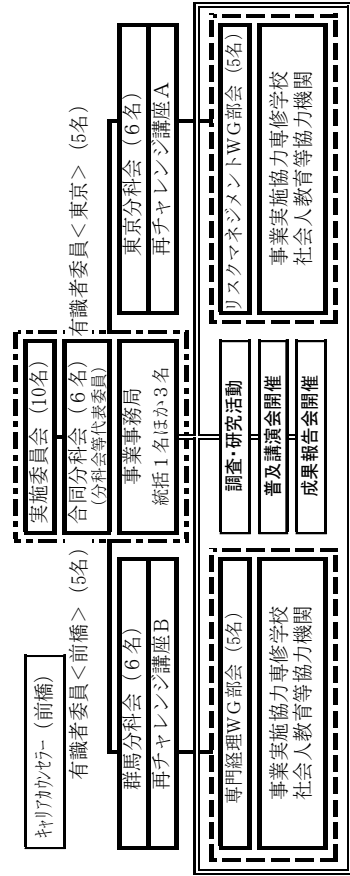 キャリアカウンセラー (前橋)
実施委員会 (10名)
合同分科会 (６名)
(分科会等代表委員)
事業事務局
統括１名ほか３名
有識者委員＜前橋＞ (5名)
有識者委員＜東京＞ (5名)
群馬分科会 (６名)
再チャレンジ講座Ｂ
東京分科会 (６名)
再チャレンジ講座Ａ
専門経理WG部会 (5名)
事業実施協力専修学校
社会人教育等協力機関
調査・研究活動
普及講演会開催
成果報告会開催
リスクマネジメントWG部会 (5名)
事業実施協力専修学校
社会人教育等協力機関